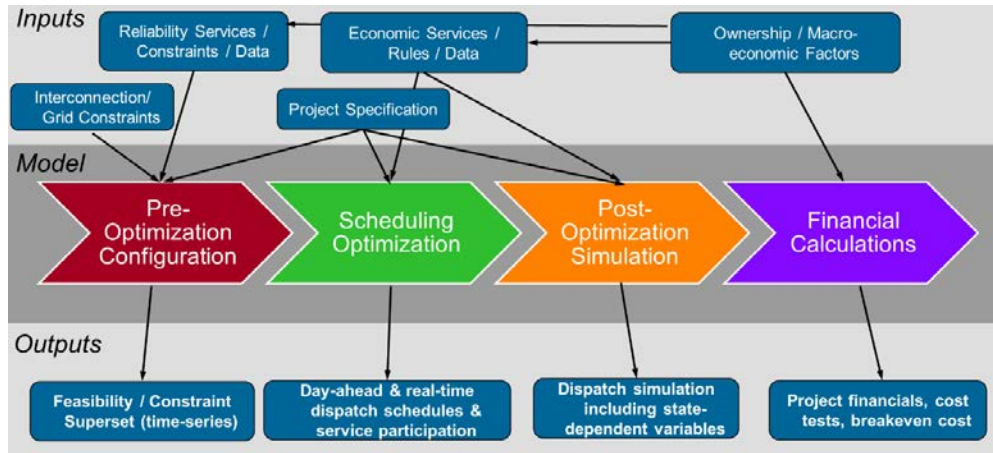 Inputs
Reliability Services /
Constraints / Data
Economic Services /
Rules / Data
Ownership / Macro-
economic Factors
Interconnection/
Grid Constraints
Project Specification
Model
Pre-
Optimization
Configuration
Scheduling
Optimization
Post-
Optimization
Simulation
Financial
Calculations
Outputs
Feasibility / Constraint
Superset (time-series)
Day-ahead & real-time
dispatch schedules &
service participation
Dispatch simulation
including state-
dependent variables
Project financials, cost
tests, breakeven cost